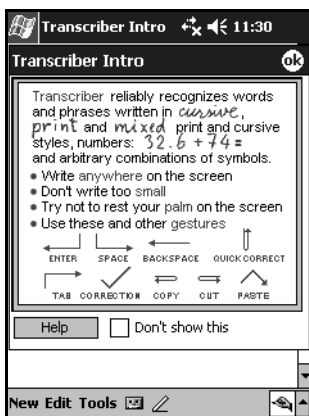 Transcriber Intro 11:30
Transcriber Intro ok
Transcriber reliably recognizes words
and phrases written in cursive,
print and mixed print and cursive
styles, numbers: 32.6 + 74 =
and arbitrary combinations of symbols.
• Write anywhere on the screen
• Don't write too small
• Try not to rest your palm on the screen
• Use these and other gestures
ENTER SPACE BACKSPACE QUICK CORRECT
TAB CORRECTION COPY CUT PASTE
Help Don't show this
New Edit Tools